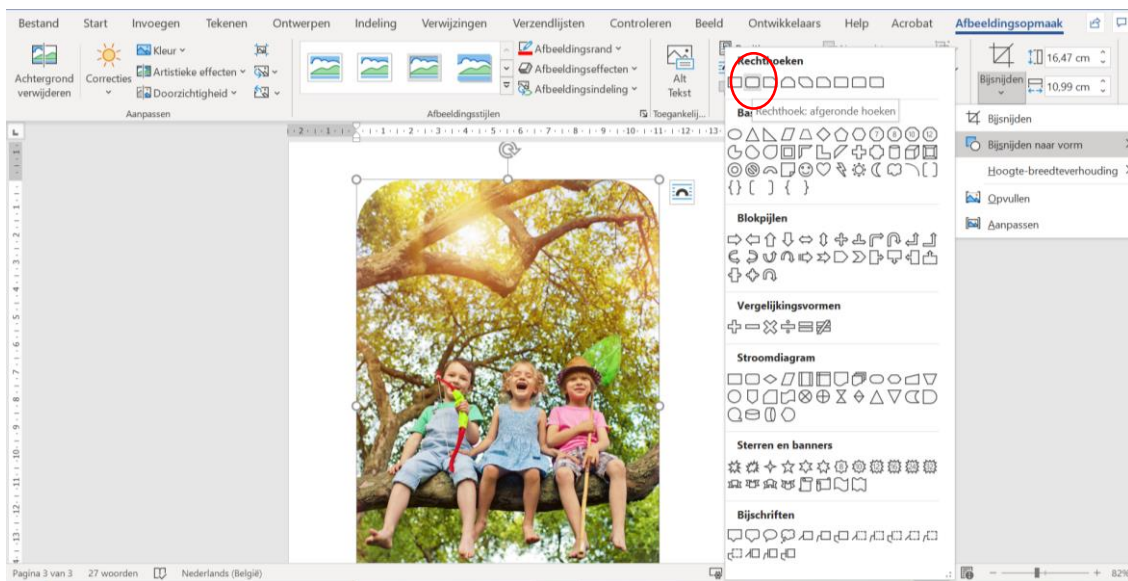 Bestand Start Invoegen Tekenen Ontwerpen Indeling Verwijzingen Verzendlijsten Controleren Beeld Ontwikkelaars Help Acrobat Afbeeldingsopmaak
Achtergrond verwijderen
Correcties
Kleur
Artistieke effecten
Doorzichtigheid
Aanpassen
Afbeeldingsstijlen
Afbeeldingsrand
Afbeeldingseffecten
Afbeeldingsindeling
Alt
Tekst
Toegankelij...
Bijsnijden
16,47 cm
10,99 cm
Rechthoeken
Rechthoek: afgeronde hoeken
Blokpijlen
Vergelijkingsvormen
Stroomdiagram
Sterren en banners
Bijschriften
Bijsnijden
Bijsnijden naar vorm
Hoogte-breedteverhouding
Opvullen
Aanpassen
Pagina 3 van 3 27 woorden Nederlands (België) 82%